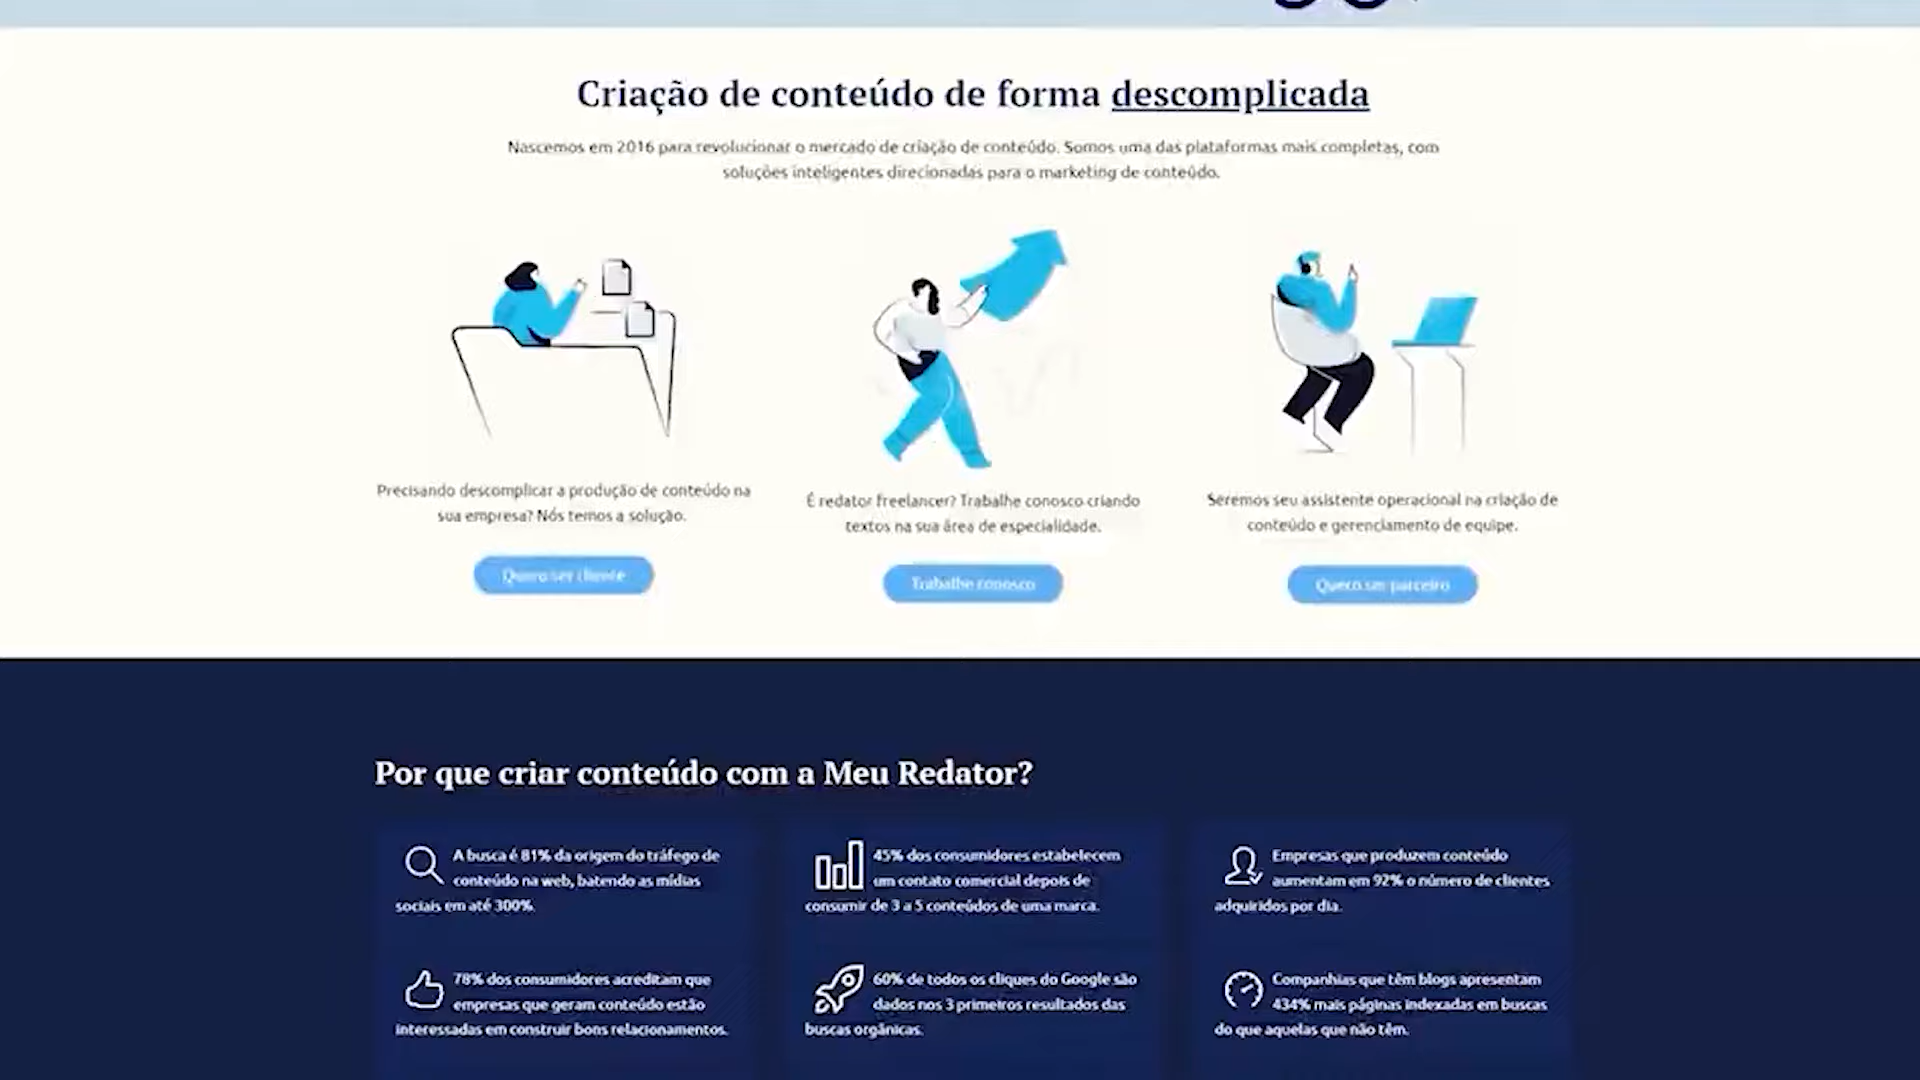 Criação de conteúdo de forma descomplicada
Nascemos em 2016 para revolucionar o mercado de criação de conteúdo. Somos uma das plataformas mais completas, com
soluções inteligentes direcionadas para o marketing de conteúdo.
Precisando descomplicar a produção de conteúdo na
sua empresa? Nós temos a solução.
Quero ser cliente
É redator freelancer? Trabalhe conosco criando
textos na sua área de especialidade.
Trabalhe conosco
Seremos seu assistente operacional na criação de
conteúdo e gerenciamento de equipe.
Quero ser parceiro
Por que criar conteúdo com a Meu Redator?
A busca é 81% da origem do tráfego de
conteúdo na web, batendo as mídias
sociais em até 300%.
45% dos consumidores estabelecem
um contato comercial depois de
consumir de 3 a 5 conteúdos de uma marca.
Empresas que produzem conteúdo
aumentam em 92% o número de clientes
adquiridos por dia.
78% dos consumidores acreditam que
empresas que geram conteúdo estão
interessadas em construir bons relacionamentos.
60% de todos os cliques do Google são
dados nos 3 primeiros resultados das
buscas orgânicas.
Companhias que têm blogs apresentam
434% mais páginas indexadas em buscas
do que aquelas que não têm.